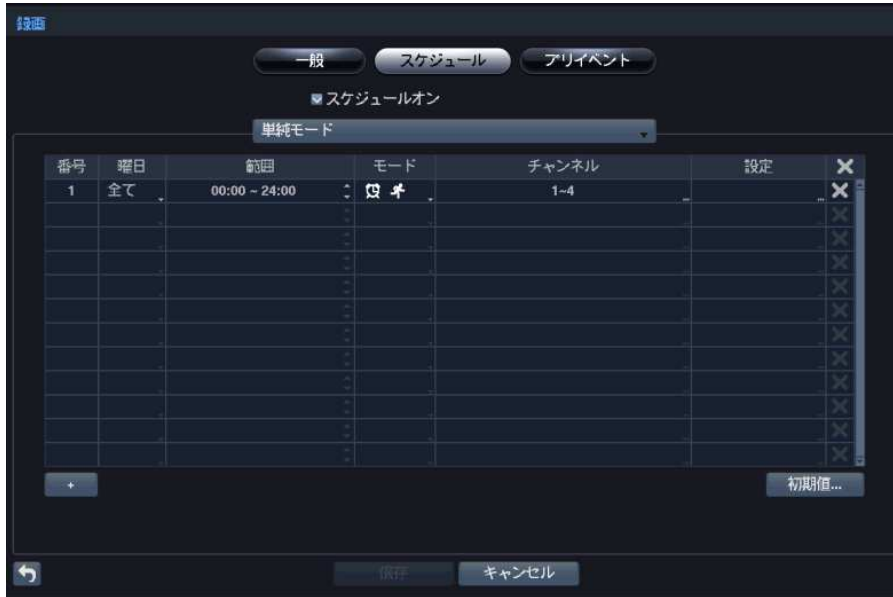 録画
一般 スケジュール プリイベント
スケジュールオン
単純モード
番号 曜日 範囲 モード チャンネル 設定
1 全て 00:00 ~ 24:00 1~4 ... ...
+ 初期値...
保存 キャンセル